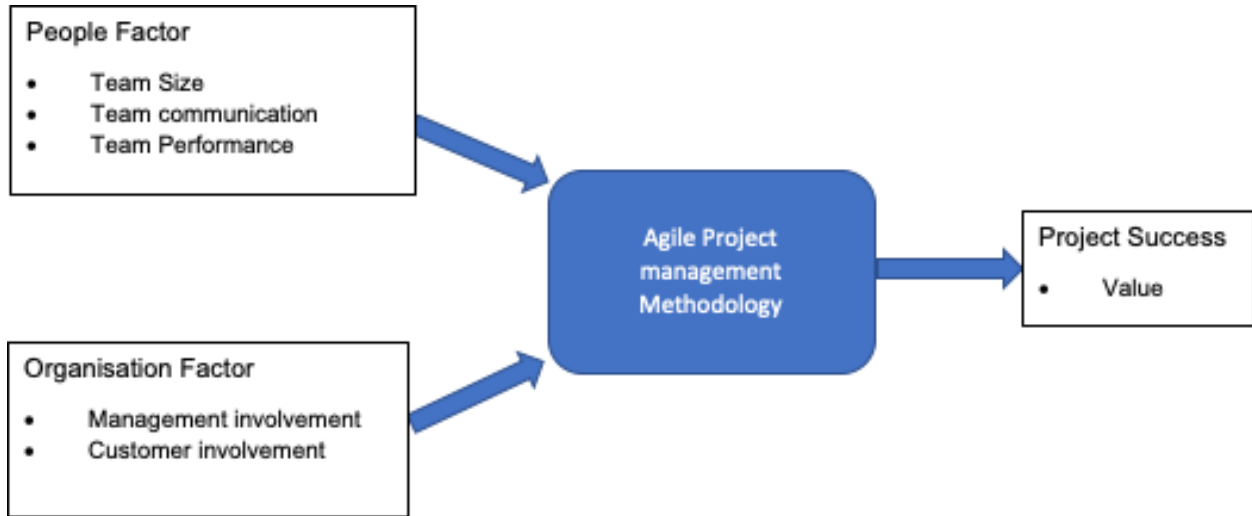 People Factor
• Team Size
• Team communication
• Team Performance
Agile Project
management
Methodology
Project Success
• Value
Organisation Factor
• Management involvement
• Customer involvement